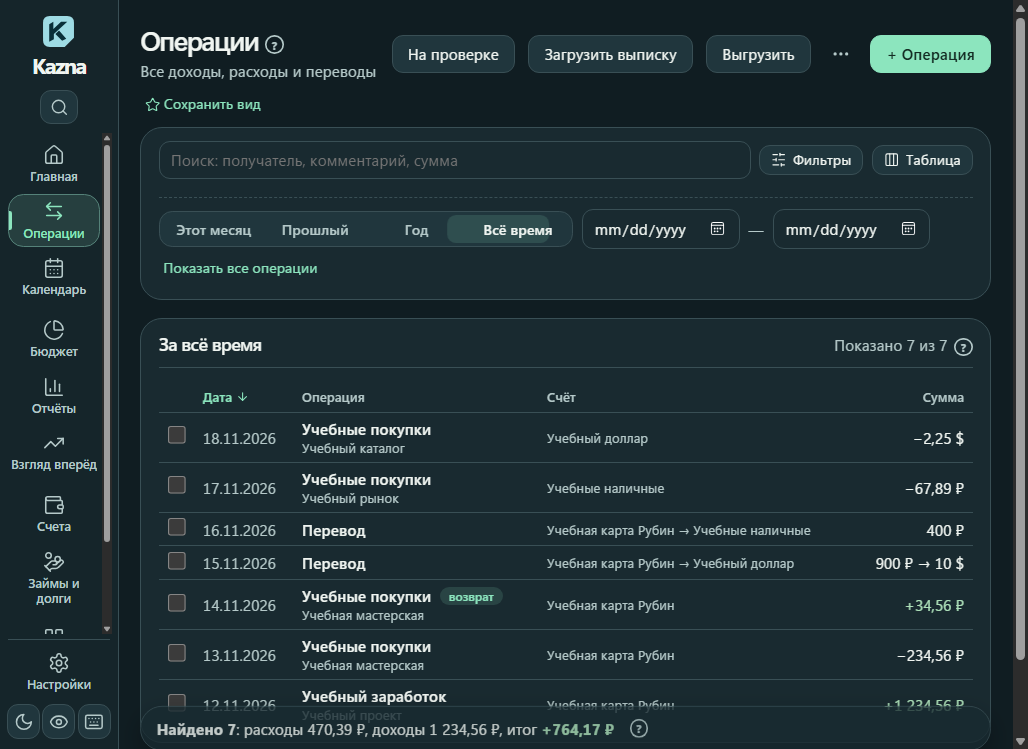 Kazna
Главная
Операции
Календарь
Бюджет
Отчёты
Взгляд вперёд
Счета
Займы и
долги
Настройки
Операции ?
Все доходы, расходы и переводы
На проверке
Загрузить выписку
Выгрузить
+ Операция
Сохранить вид
Поиск: получатель, комментарий, сумма
Фильтры
Таблица
Этот месяц
Прошлый
Год
Всё время
mm/dd/yyyy — mm/dd/yyyy
Показать все операции
За всё время
Показано 7 из 7 ?
Дата ↓ Операция Счёт Сумма
18.11.2026 Учебные покупки Учебный доллар −2,25 $
Учебный каталог
17.11.2026 Учебные покупки Учебные наличные −67,89 ₽
Учебный рынок
16.11.2026 Перевод Учебная карта Рубин → Учебные наличные 400 ₽
15.11.2026 Перевод Учебная карта Рубин → Учебный доллар 900 ₽ → 10 $
14.11.2026 Учебные покупки возврат Учебная карта Рубин +34,56 ₽
Учебная мастерская
13.11.2026 Учебные покупки Учебная карта Рубин −234,56 ₽
Учебная мастерская
12.11.2026 Учебный заработок Учебная карта Рубин +1 234,56 ₽
Учебный проект
Найдено 7: расходы 470,39 ₽, доходы 1 234,56 ₽, итог +764,17 ₽ ?